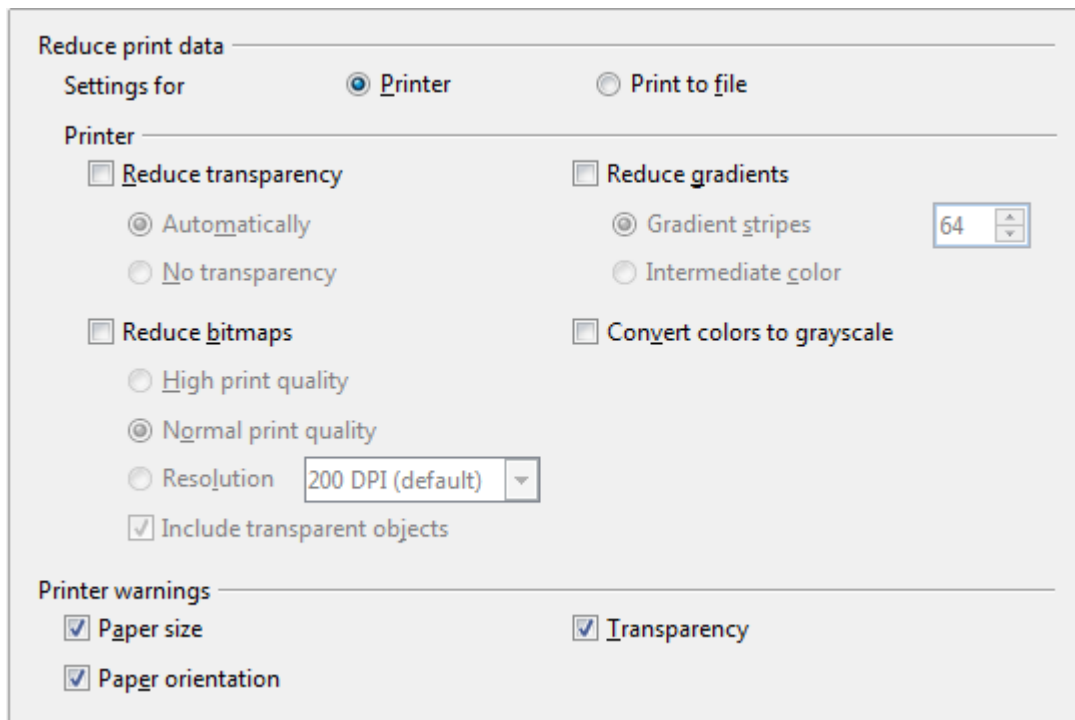 Reduce print data
Settings for Printer Print to file
Printer
Reduce transparency Reduce gradients
Automatically Gradient stripes 64
No transparency Intermediate color
Reduce bitmaps Convert colors to grayscale
High print quality
Normal print quality
Resolution 200 DPI (default)
Include transparent objects
Printer warnings
Paper size Transparency
Paper orientation